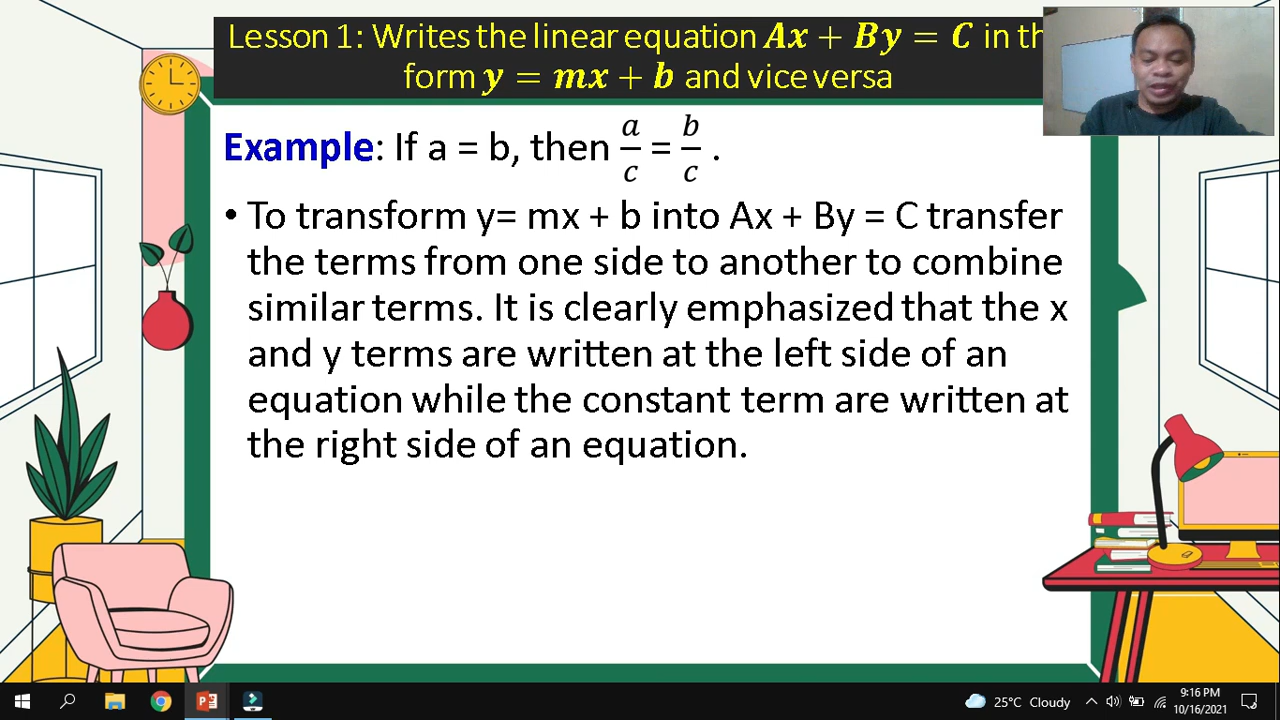 Lesson 1: Writes the linear equation Ax + By = C in th
form y = mx + b and vice versa
Example: If a = b, then a/c = b/c .
• To transform y= mx + b into Ax + By = C transfer
the terms from one side to another to combine
similar terms. It is clearly emphasized that the x
and y terms are written at the left side of an
equation while the constant term are written at
the right side of an equation.
25°C Cloudy
9:16 PM
10/16/2021